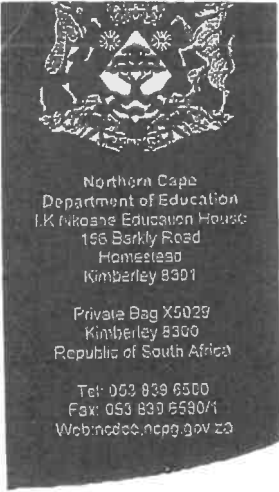 Northern Cape
Department of Education
I.K Nkoane Education House
156 Barkly Road
Homestead
Kimberley 8301
Private Bag X5029
Kimberley 8300
Republic of South Africa
Tel: 053 839 6500
Fax: 053 839 6580/1
Web:ncdoe.ncpg.gov.za